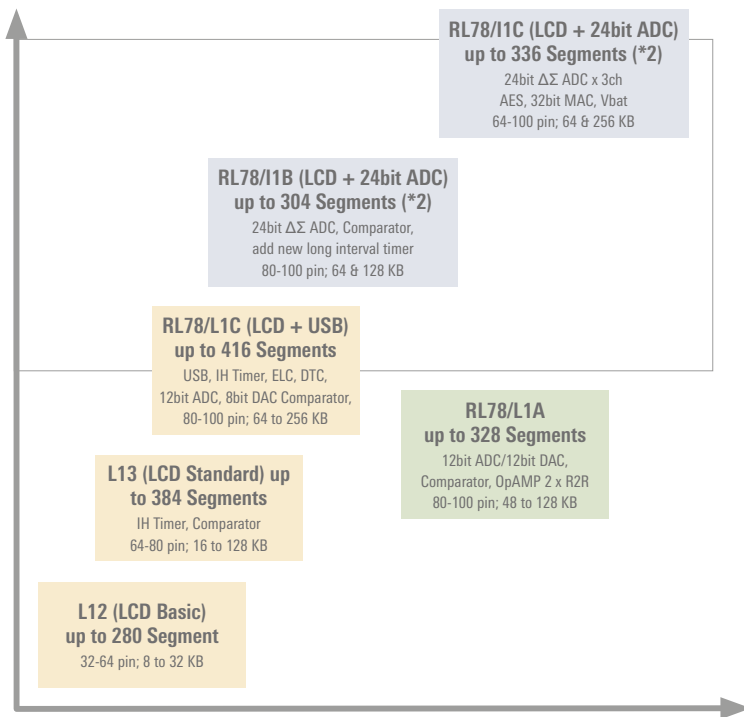 RL78/I1C (LCD + 24bit ADC)
up to 336 Segments (*2)
24bit ΔΣ ADC x 3ch
AES, 32bit MAC, Vbat
64-100 pin; 64 & 256 KB
RL78/I1B (LCD + 24bit ADC)
up to 304 Segments (*2)
24bit ΔΣ ADC, Comparator,
add new long interval timer
80-100 pin; 64 & 128 KB
RL78/L1C (LCD + USB)
up to 416 Segments
USB, IH Timer, ELC, DTC,
12bit ADC, 8bit DAC Comparator,
80-100 pin; 64 to 256 KB
RL78/L1A
up to 328 Segments
12bit ADC/12bit DAC,
Comparator, OpAMP 2 x R2R
80-100 pin; 48 to 128 KB
L13 (LCD Standard) up
to 384 Segments
IH Timer, Comparator
64-80 pin; 16 to 128 KB
L12 (LCD Basic)
up to 280 Segment
32-64 pin; 8 to 32 KB